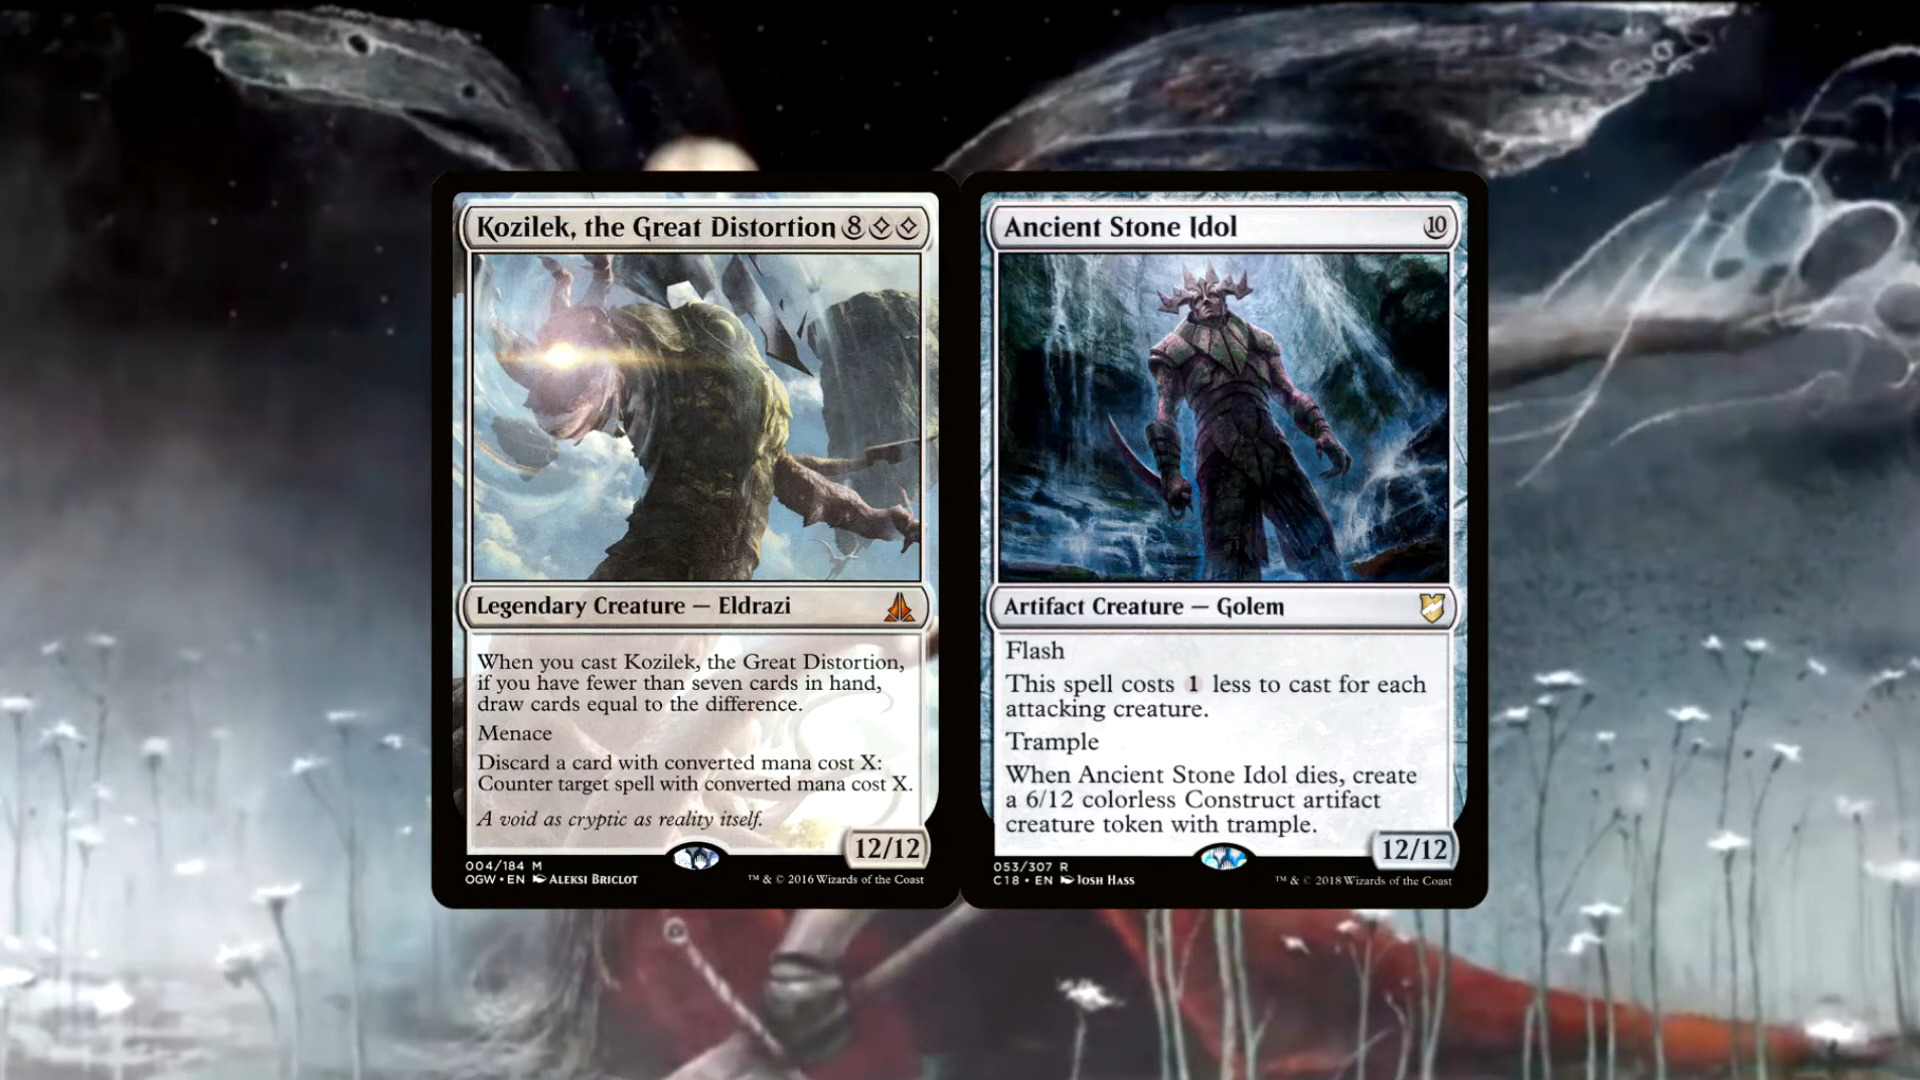 Kozilek, the Great Distortion 8
Legendary Creature — Eldrazi
When you cast Kozilek, the Great Distortion,
if you have fewer than seven cards in hand,
draw cards equal to the difference.
Menace
Discard a card with converted mana cost X:
Counter target spell with converted mana cost X.
A void as cryptic as reality itself.
12/12
004/184 M
OGW • EN ALEKSI BRICLOT
™ & © 2016 Wizards of the Coast
Ancient Stone Idol 10
Artifact Creature — Golem
Flash
This spell costs 1 less to cast for each
attacking creature.
Trample
When Ancient Stone Idol dies, create
a 6/12 colorless Construct artifact
creature token with trample.
12/12
053/307 R
C18 • EN JOSH HASS
™ & © 2018 Wizards of the Coast